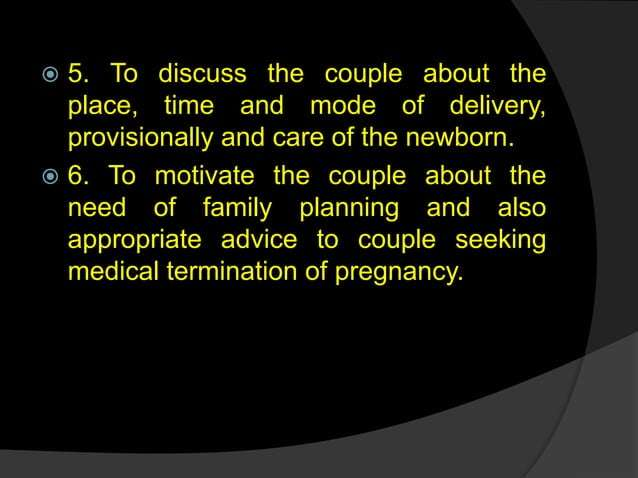 5. To discuss the couple about the
place, time and mode of delivery,
provisionally and care of the newborn.
6. To motivate the couple about the
need of family planning and also
appropriate advice to couple seeking
medical termination of pregnancy.